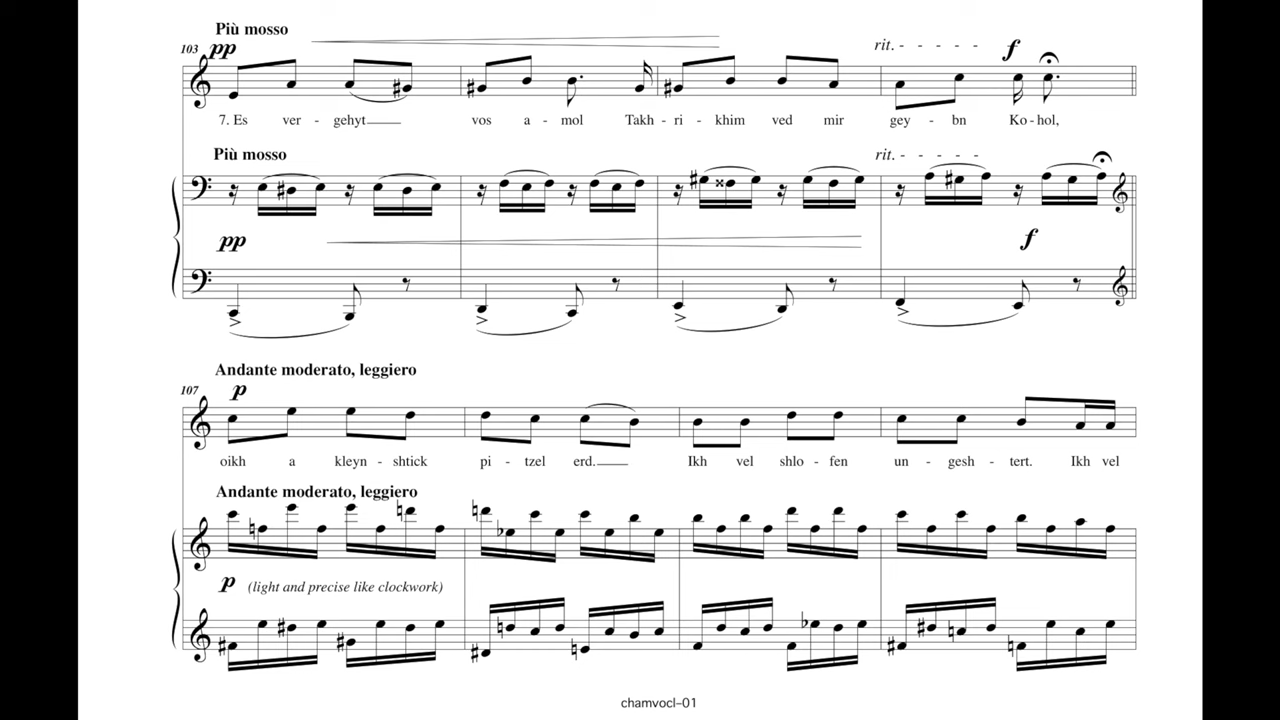 Più mosso
103 pp rit. - - - - - f
7. Es ver - gehyt vos a - mol Takh - ri - khim ved mir gey - bn Ko - hol,
Più mosso rit. - - - - -
pp f
Andante moderato, leggiero
107 p
oikh a kleyn - shtick pi - tzel erd. Ikh vel shlo - fen un - gesh - tert. Ikh vel
Andante moderato, leggiero
p (light and precise like clockwork)
chamvocl-01